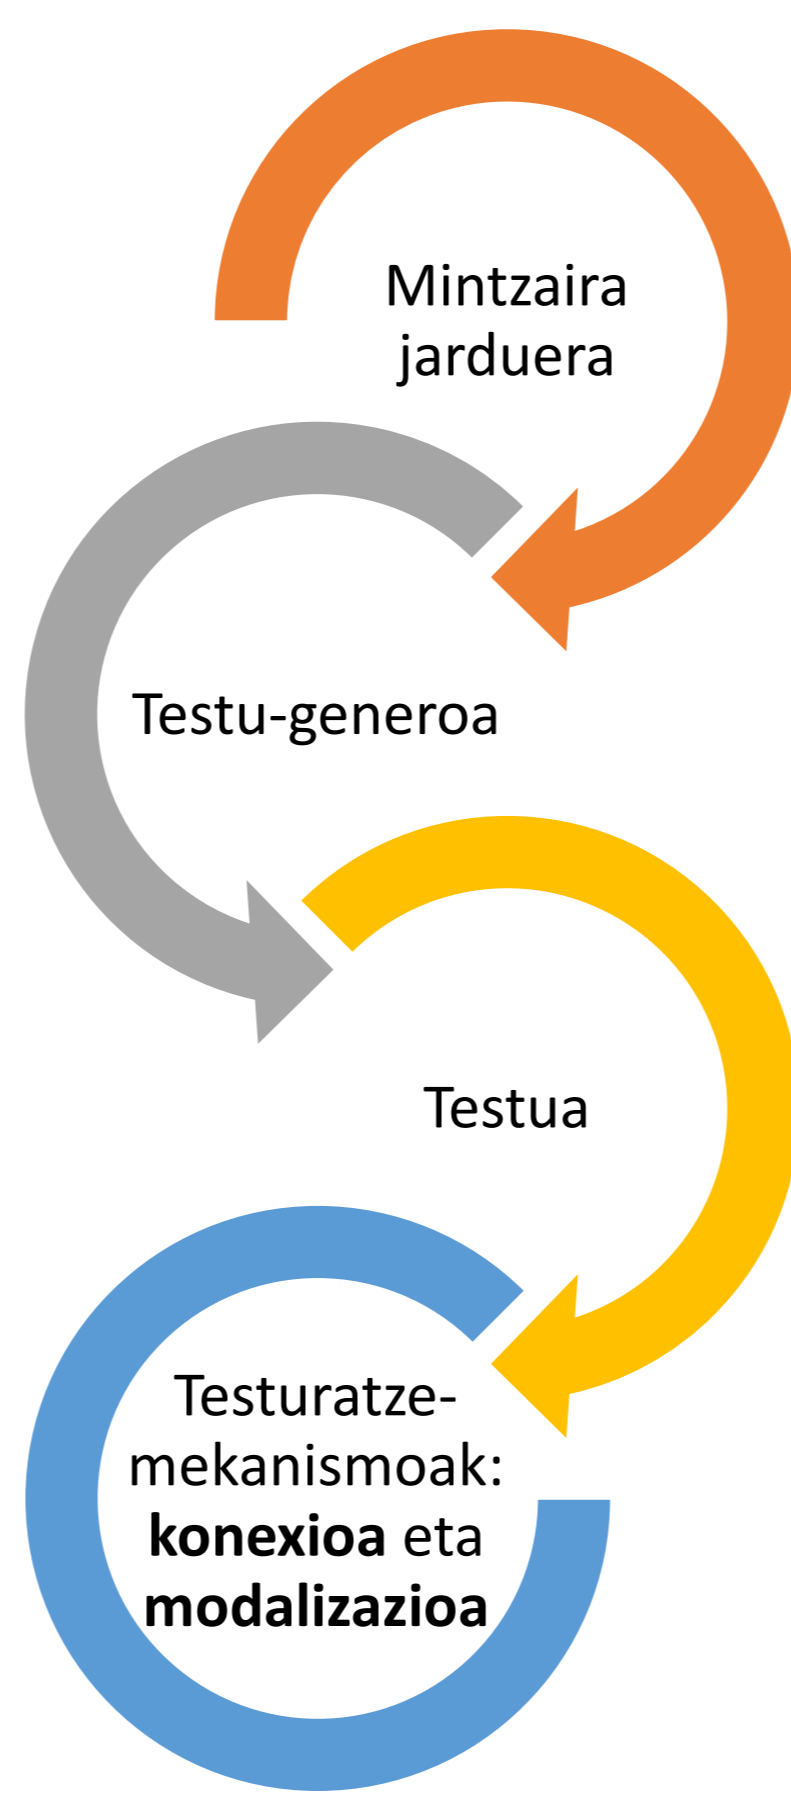 Mintzaira
jarduera
Testu-generoa
Testua
Testuratze-
mekanismoak:
konexioa eta
modalizazioa